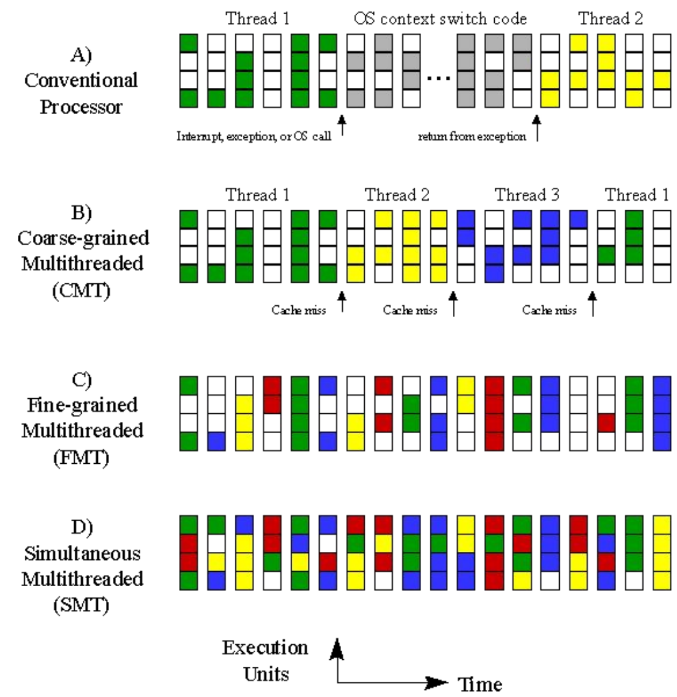 Thread 1 OS context switch code Thread 2
A)
Conventional
Processor
...
Interrupt, exception, or OS call return from exception
Thread 1 Thread 2 Thread 3 Thread 1
B)
Coarse-grained
Multithreaded
(CMT)
Cache miss Cache miss Cache miss
C)
Fine-grained
Multithreaded
(FMT)
D)
Simultaneous
Multithreaded
(SMT)
Execution
Units
Time